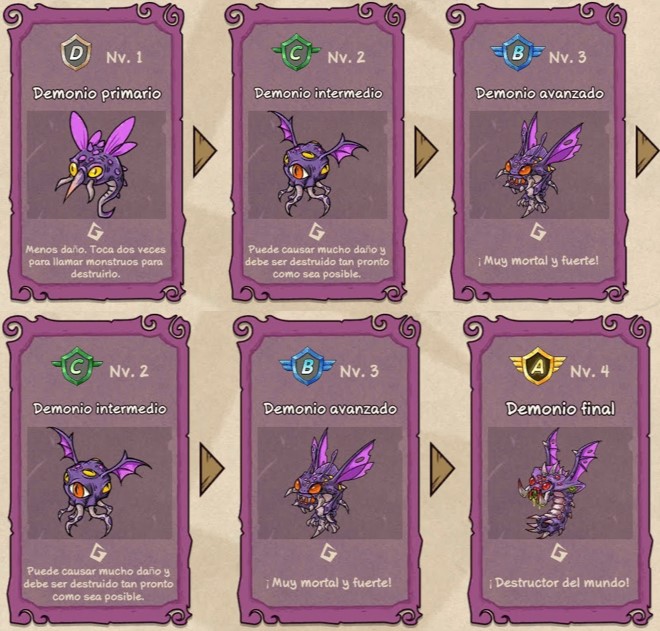 D Nv. 1
Demonio primario
Menos daño. Toca dos veces
para llamar monstruos para
destruirlo.
C Nv. 2
Demonio intermedio
Puede causar mucho daño y
debe ser destruido tan pronto
como sea posible.
B Nv. 3
Demonio avanzado
¡Muy mortal y fuerte!
C Nv. 2
Demonio intermedio
Puede causar mucho daño y
debe ser destruido tan pronto
como sea posible.
B Nv. 3
Demonio avanzado
¡Muy mortal y fuerte!
A Nv. 4
Demonio final
¡Destructor del mundo!